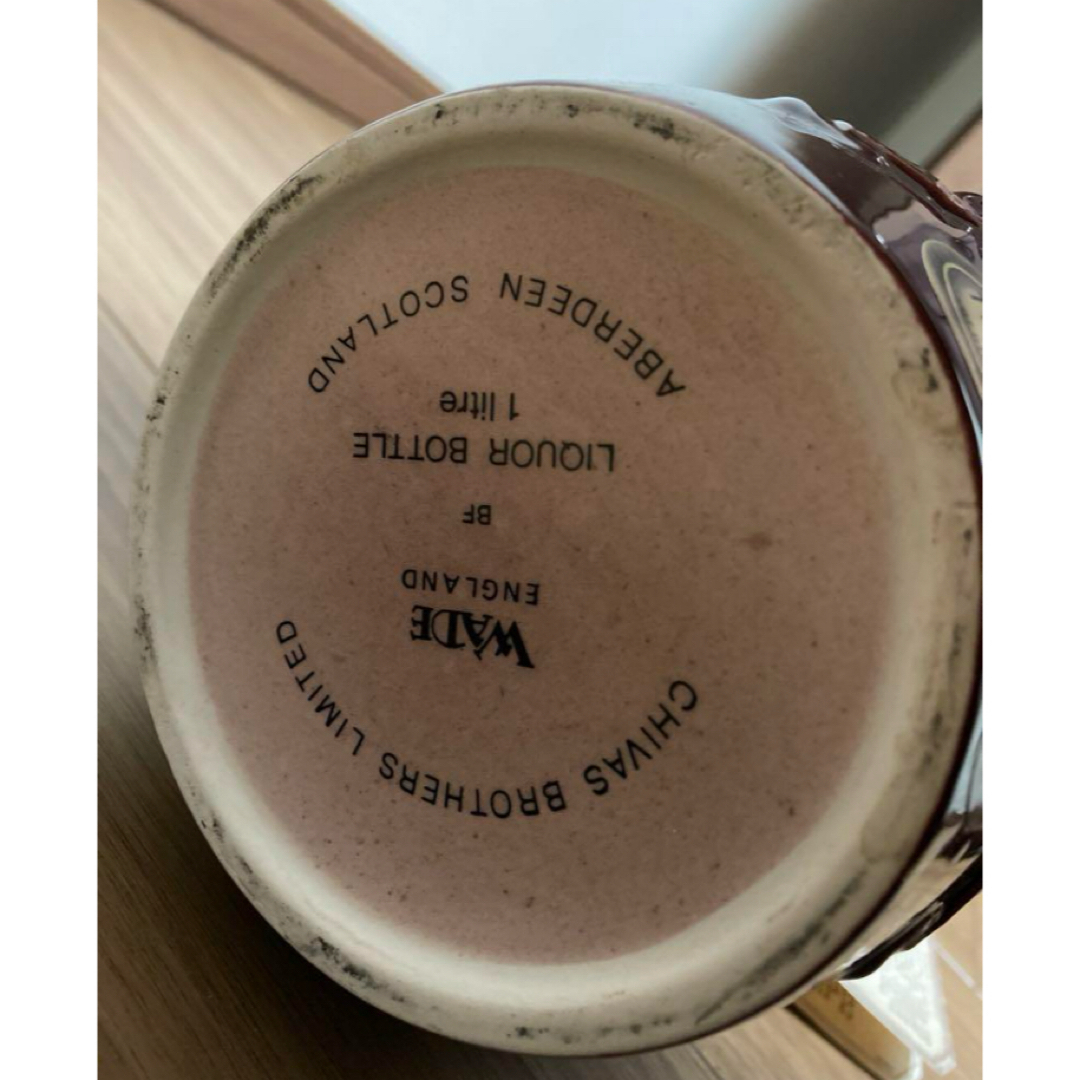 CHIVAS BROTHERS LIMITED
WADE
ENGLAND
BF
LIQUOR BOTTLE
1 litre
ABERDEEN SCOTLAND